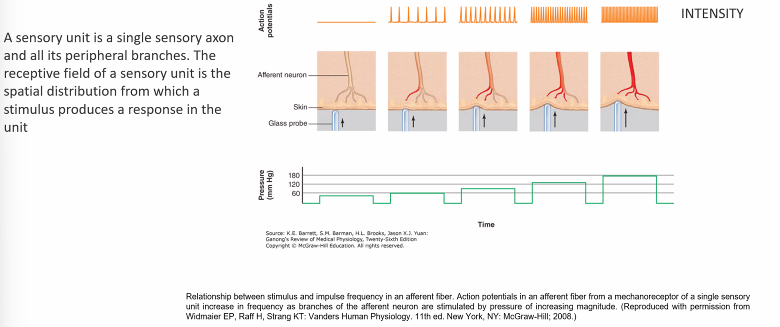 INTENSITY
A sensory unit is a single sensory axon
and all its peripheral branches. The
receptive field of a sensory unit is the
spatial distribution from which a
stimulus produces a response in the
unit
Action
potentials
Afferent neuron
Skin
Glass probe
Pressure
(mm Hg)
180
120
60
Time
Source: K.E. Barrett, S.M. Barman, H.L. Brooks, Jason X.J. Yuan:
Ganong's Review of Medical Physiology, Twenty-Sixth Edition
Copyright © McGraw-Hill Education. All rights reserved.
Relationship between stimulus and impulse frequency in an afferent fiber. Action potentials in an afferent fiber from a mechanoreceptor of a single sensory
unit increase in frequency as branches of the afferent neuron are stimulated by pressure of increasing magnitude. (Reproduced with permission from
Widmaier EP, Raff H, Strang KT: Vanders Human Physiology. 11th ed. New York, NY: McGraw-Hill; 2008.)